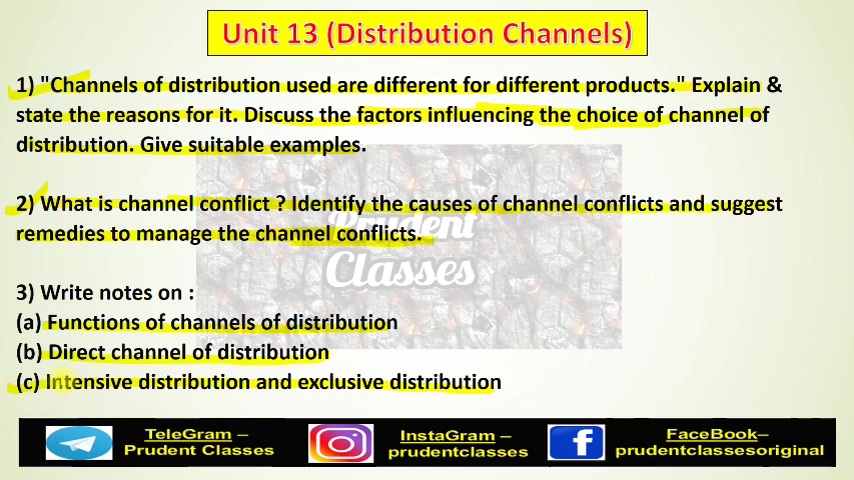 Unit 13 (Distribution Channels)
1) "Channels of distribution used are different for different products." Explain &
state the reasons for it. Discuss the factors influencing the choice of channel of
distribution. Give suitable examples.
2) What is channel conflict ? Identify the causes of channel conflicts and suggest
remedies to manage the channel conflicts.
Prudent
Classes
3) Write notes on :
(a) Functions of channels of distribution
(b) Direct channel of distribution
(c) Intensive distribution and exclusive distribution
TeleGram –
Prudent Classes
InstaGram –
prudentclasses
FaceBook–
prudentclassesoriginal